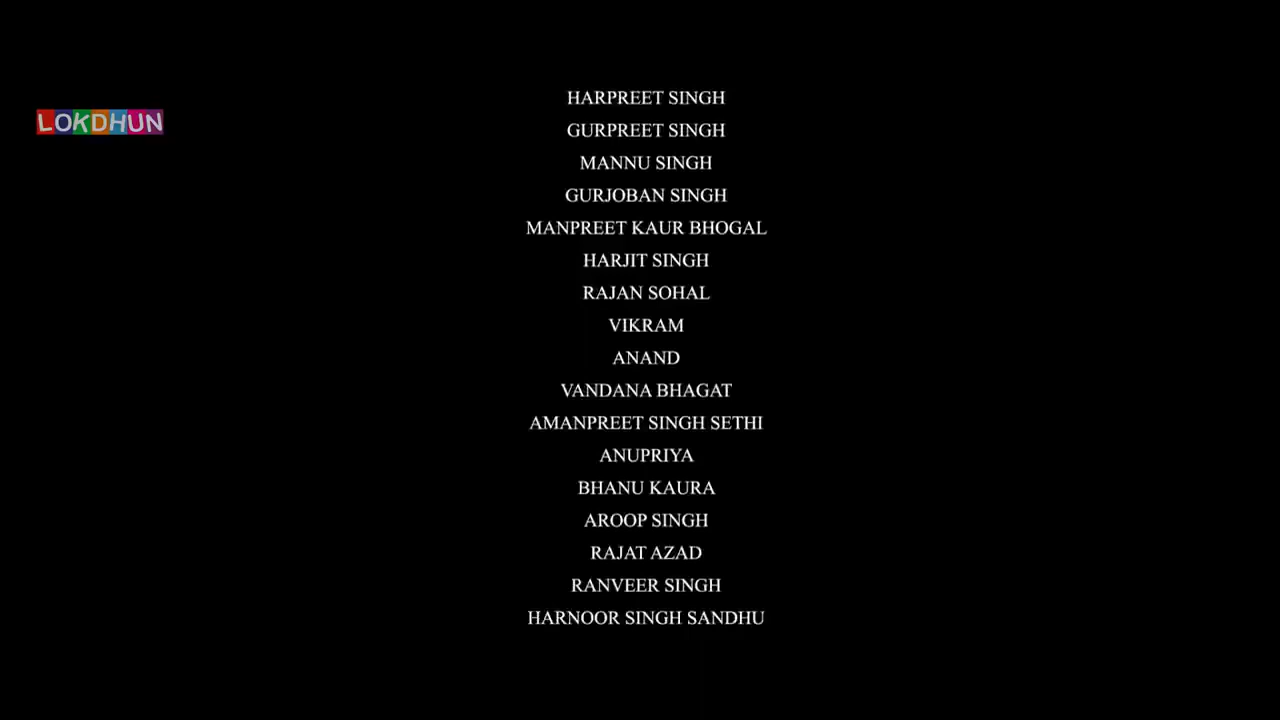 LOKDHUN
HARPREET SINGH
GURPREET SINGH
MANNU SINGH
GURJOBAN SINGH
MANPREET KAUR BHOGAL
HARJIT SINGH
RAJAN SOHAL
VIKRAM
ANAND
VANDANA BHAGAT
AMANPREET SINGH SETHI
ANUPRIYA
BHANU KAURA
AROOP SINGH
RAJAT AZAD
RANVEER SINGH
HARNOOR SINGH SANDHU